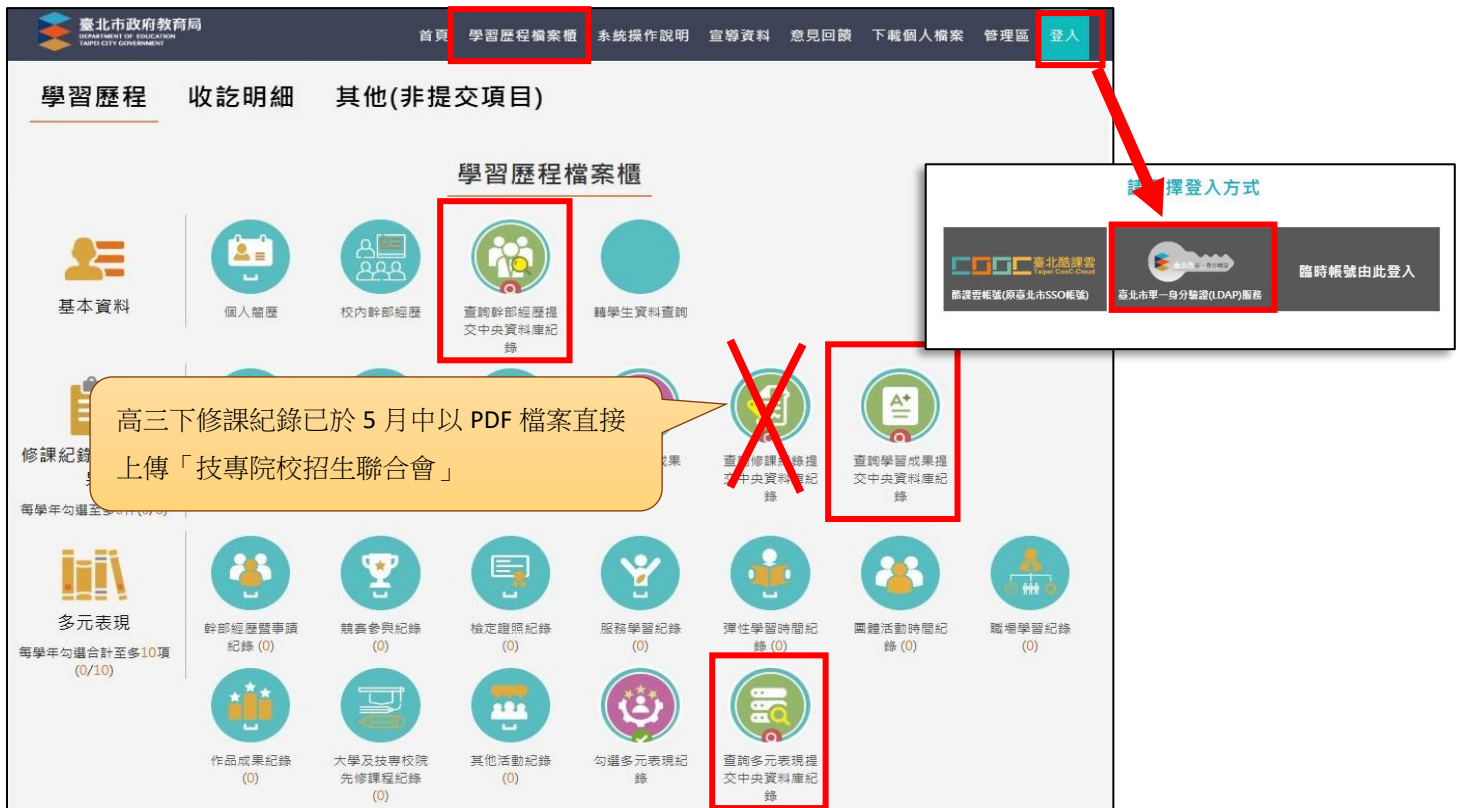 臺北市政府教育局
DEPARTMENT OF EDUCATION
TAIPEI CITY GOVERNMENT
首頁 學習歷程檔案櫃 系統操作說明 宣導資料 意見回饋 下載個人檔案 管理區 登入
學習歷程 收訖明細 其他(非提交項目)
學習歷程檔案櫃
擇登入方式
臺北酷課雲
Taipei CooC-Cloud
酷課雲帳號(原臺北市SSO帳號)
臺北市單一身分驗證(LDAP)服務
臨時帳號由此登入
基本資料
個人簡歷
校內幹部經歷
查詢幹部經歷提
交中央資料庫紀
錄
轉學生資料查詢
高三下修課紀錄已於 5 月中以 PDF 檔案直接
上傳「技專院校招生聯合會」
修課紀錄
果
查詢修課紀錄提
交中央資料庫紀
錄
查詢學習成果提
交中央資料庫紀
錄
每學年勾選至多
多元表現
每學年勾選合計至多10項
(0/10)
幹部經歷暨事蹟
紀錄 (0)
競賽參與紀錄
(0)
檢定證照紀錄
(0)
服務學習紀錄
(0)
彈性學習時間紀
錄 (0)
團體活動時間紀
錄 (0)
職場學習紀錄
(0)
作品成果紀錄
(0)
大學及技專校院
先修課程紀錄
(0)
其他活動紀錄
(0)
勾選多元表現紀
錄
查詢多元表現提
交中央資料庫紀
錄